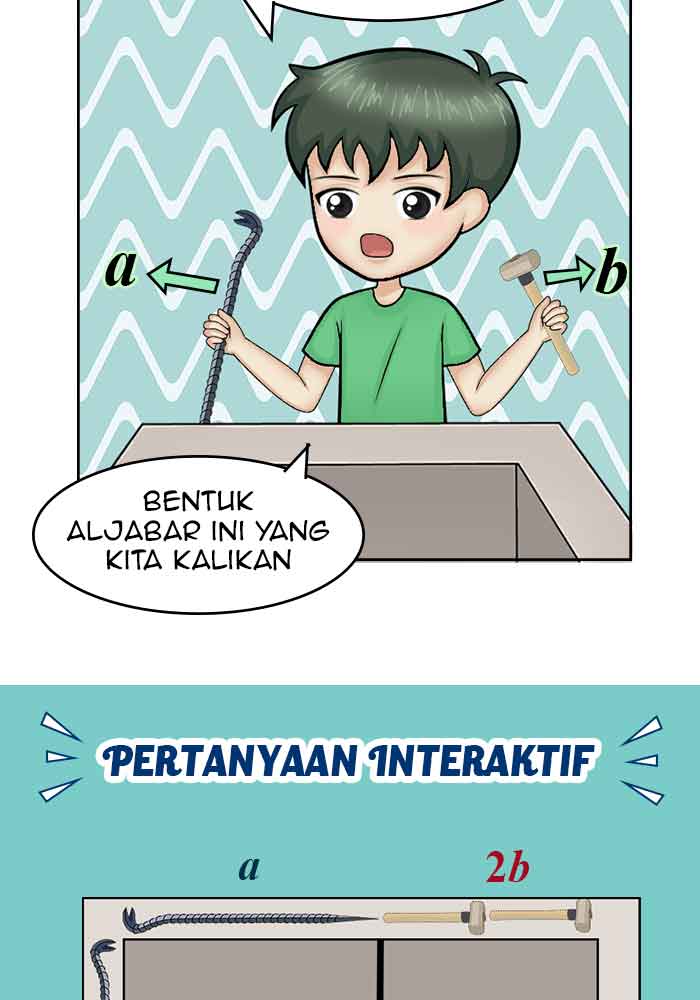 a
b
BENTUK
ALJABAR INI YANG
KITA KALIKAN
PERTANYAAN INTERAKTIF
a
2b